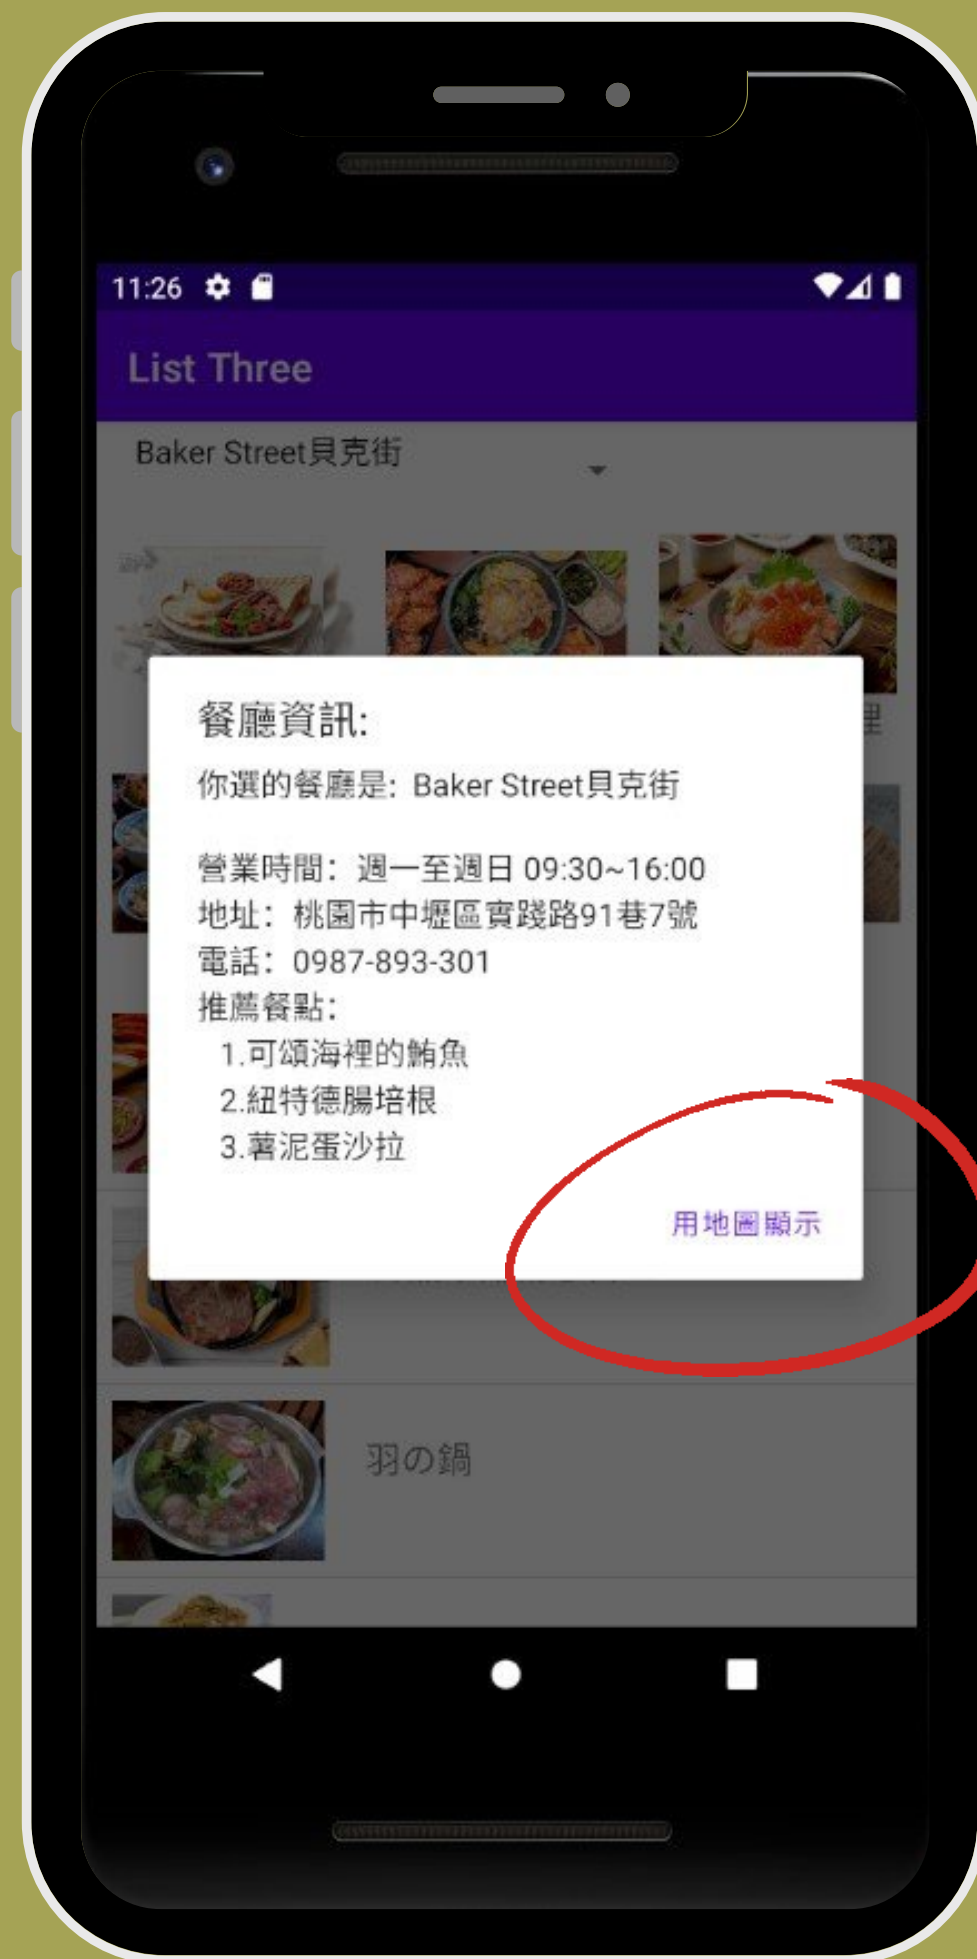 11:26
List Three
Baker Street貝克街
理
餐廳資訊:
你選的餐廳是: Baker Street貝克街
營業時間: 週一至週日 09:30~16:00
地址: 桃園市中壢區實踐路91巷7號
電話: 0987-893-301
推薦餐點:
1.可頌海裡的鮪魚
2.紐特德腸培根
3.薯泥蛋沙拉
用地圖顯示
羽の鍋